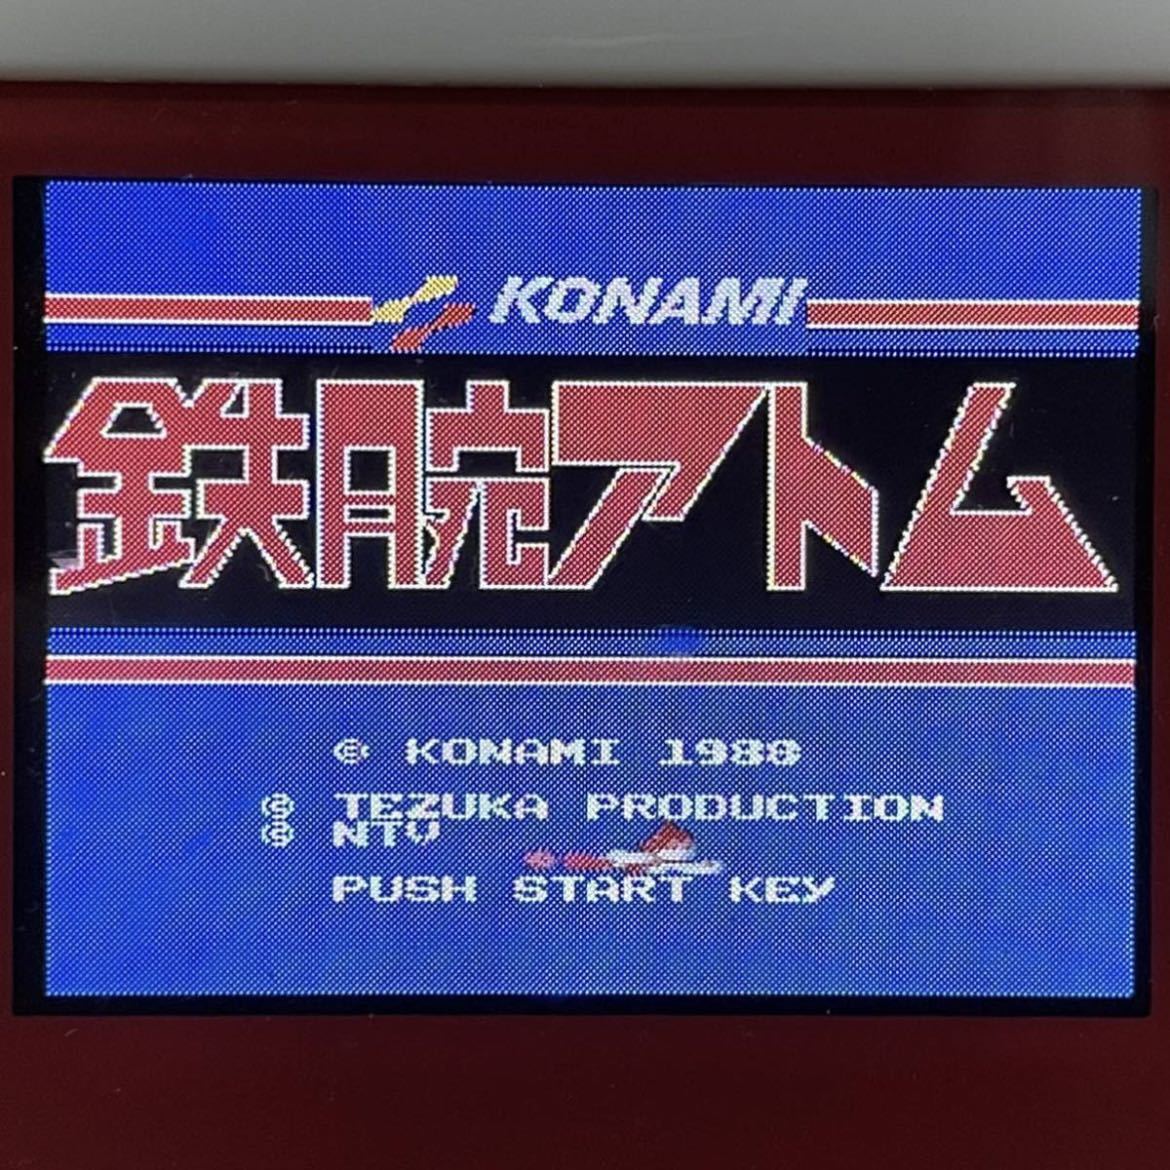 KONAMI
鉄腕アトム
© KONAMI 1988
© TEZUKA PRODUCTION
© NTV
PUSH START KEY